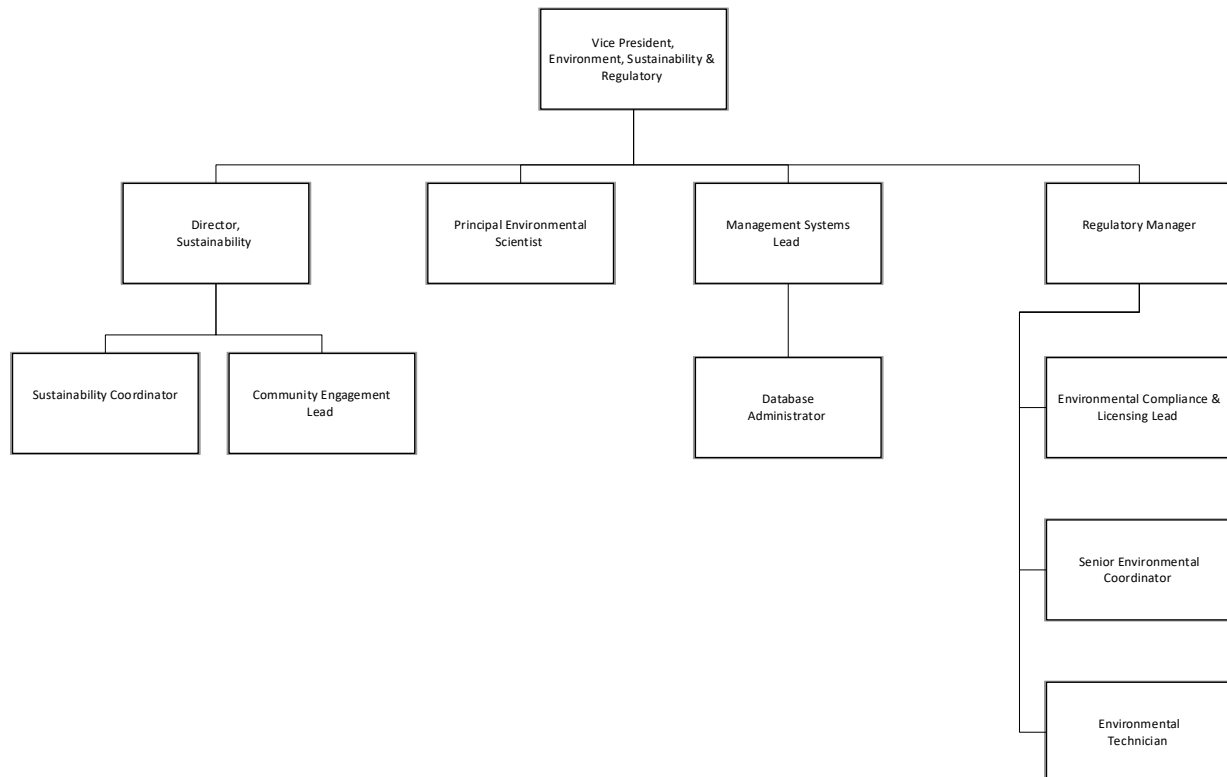 Vice President,
Environment, Sustainability &
Regulatory
Director,
Sustainability
Principal Environmental
Scientist
Management Systems
Lead
Regulatory Manager
Sustainability Coordinator
Community Engagement
Lead
Database
Administrator
Environmental Compliance &
Licensing Lead
Senior Environmental
Coordinator
Environmental
Technician